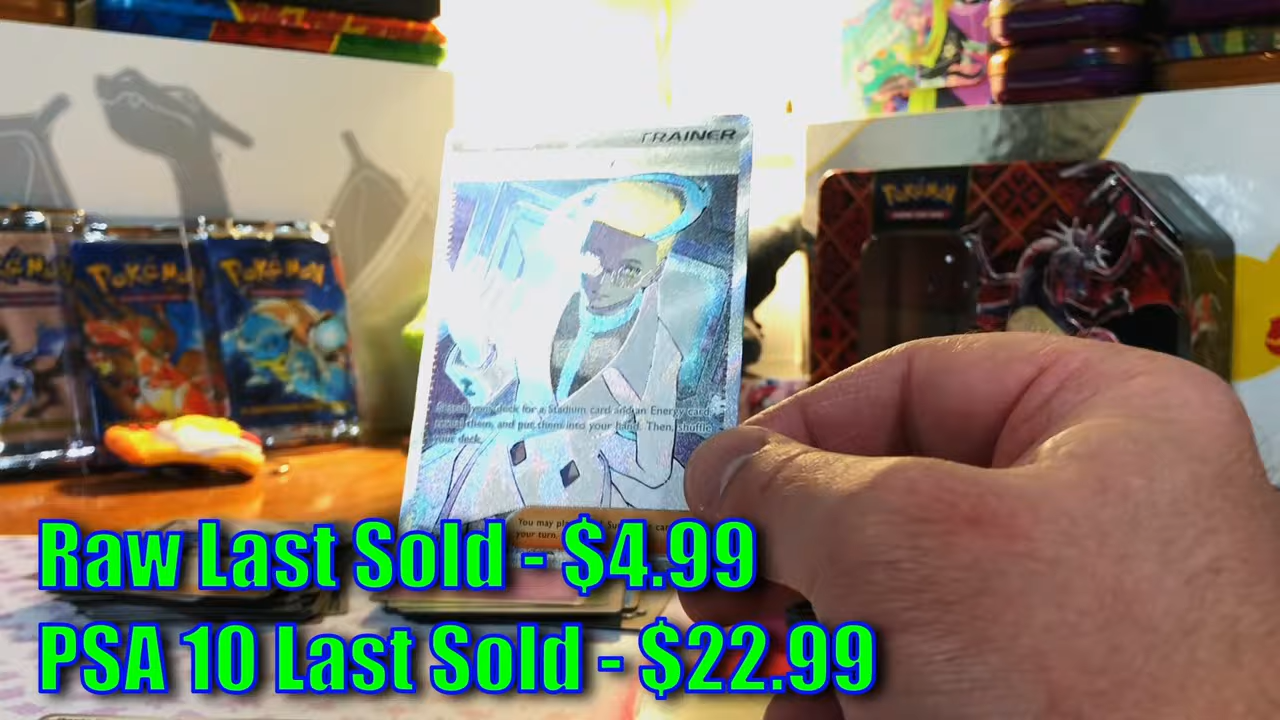 TRAINER
POKéMON
POKéMON
POKéMON
POKéMON
Search your deck for a Stadium card and an Energy card,
reveal them, and put them into your hand. Then, shuffle
your deck.
You may play
your turn.
Raw Last Sold - $4.99
PSA 10 Last Sold - $22.99